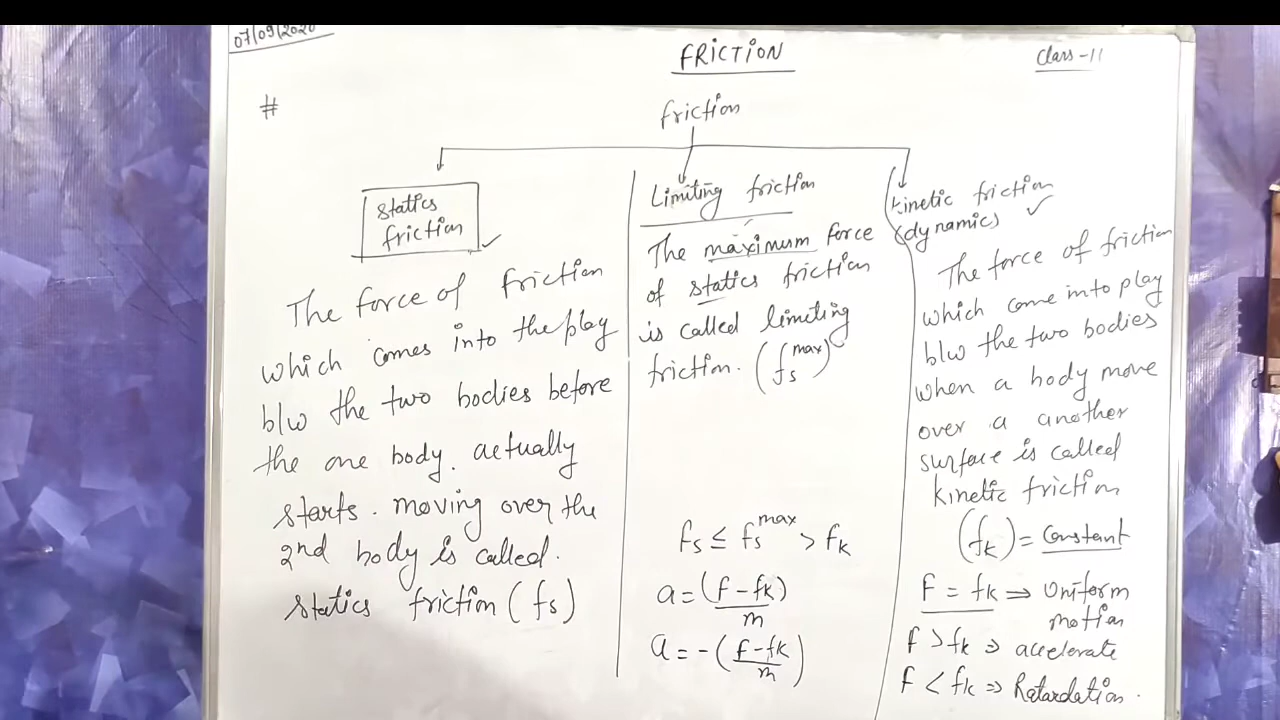 07/09/2020
FRICTION
Class-11
#
friction
statics
friction
The force of friction
which comes into the play
b/w the two bodies before
the one body. actually
starts. moving over the
2nd body is called.
statics friction (fs)
Limiting friction
The maximum force
of statics friction
is called limiting
friction. (fs^max)
fs ≤ fs^max > fk
a = (f - fk)/m
a = -(f - fk/m)
kinetic friction
(dynamics)
The force of friction
which come into play
b/w the two bodies
when a body move
over a another
surface is called
kinetic friction
(fk) = constant
F = fk ⇒ Uniform
motion
f > fk ⇒ accelerate
f < fk ⇒ Retardation.